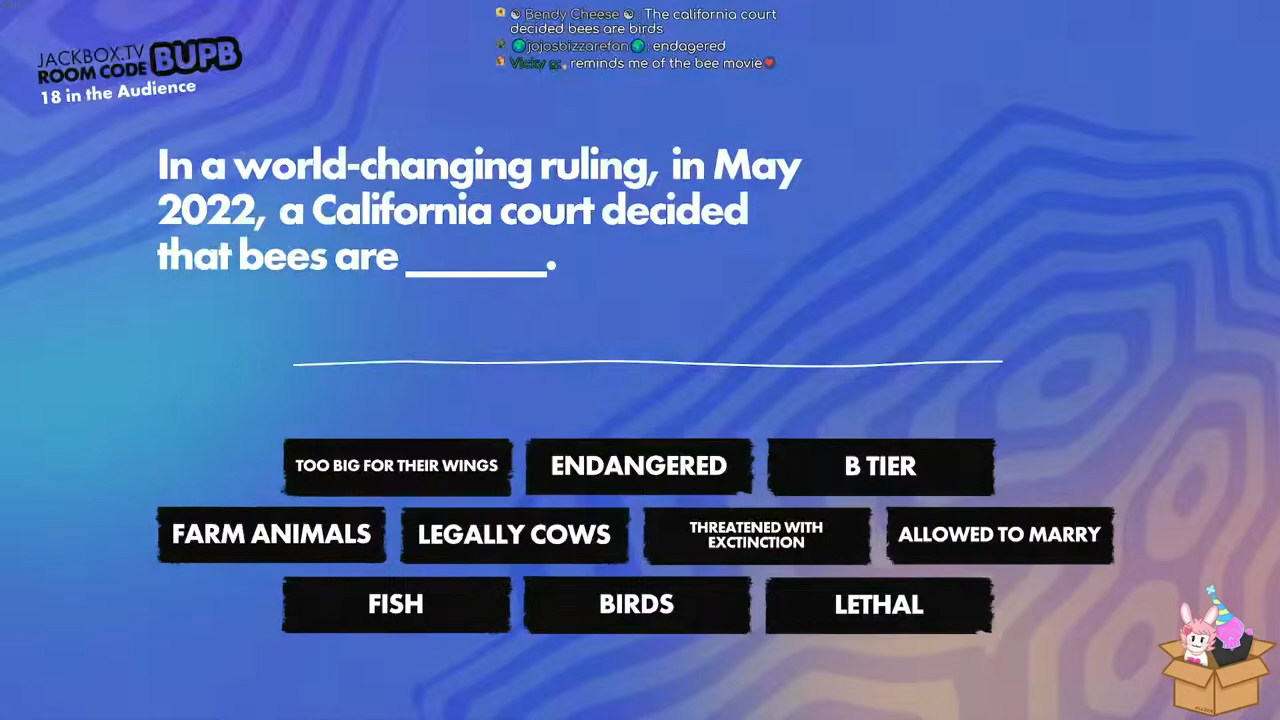 ☯ Bendy Cheese ☯: The california court
decided bees are birds
🌎jojosbizzarefan🌎: endagered
Vicky g: reminds me of the bee movie❤
JACKBOX.TV
ROOM CODE BUPB
18 in the Audience
In a world-changing ruling, in May
2022, a California court decided
that bees are ______.
TOO BIG FOR THEIR WINGS
ENDANGERED
B TIER
FARM ANIMALS
LEGALLY COWS
THREATENED WITH
EXCTINCTION
ALLOWED TO MARRY
FISH
BIRDS
LETHAL